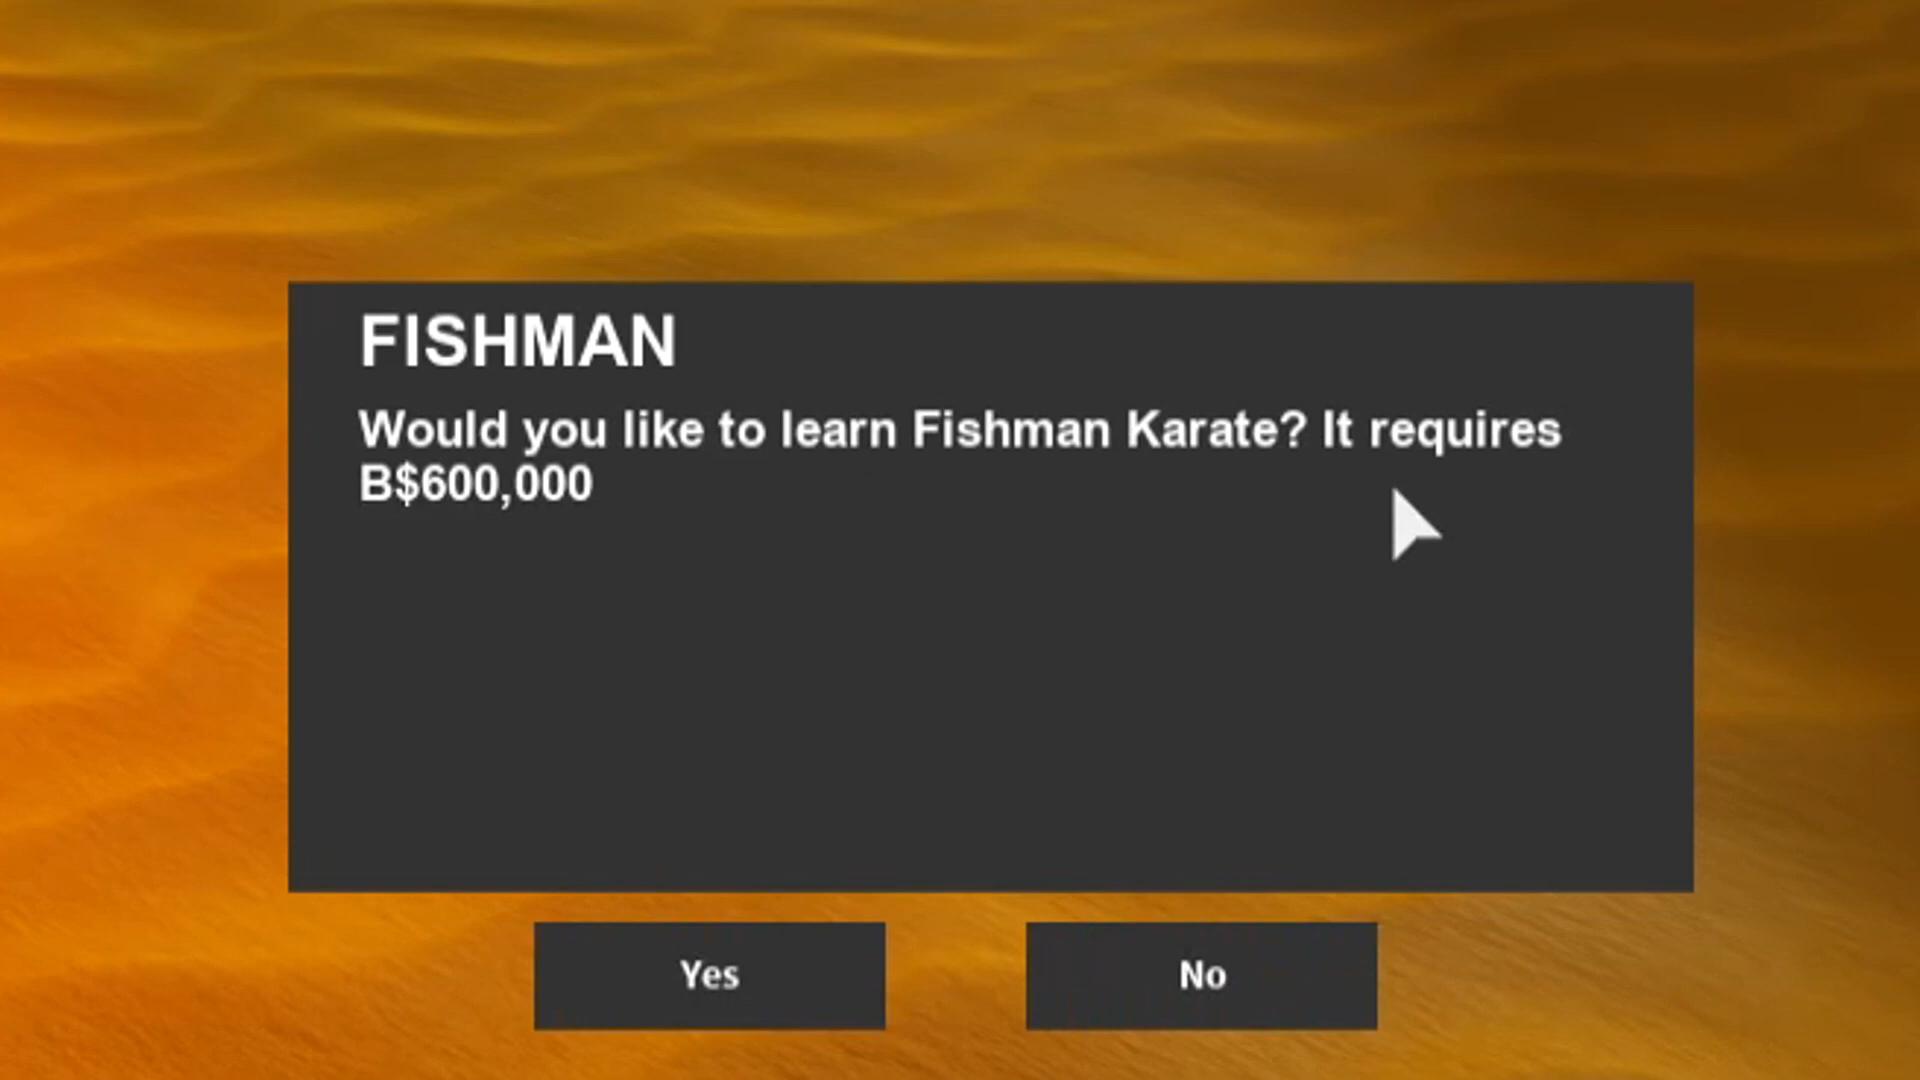 FISHMAN
Would you like to learn Fishman Karate? It requires
B$600,000
Yes
No